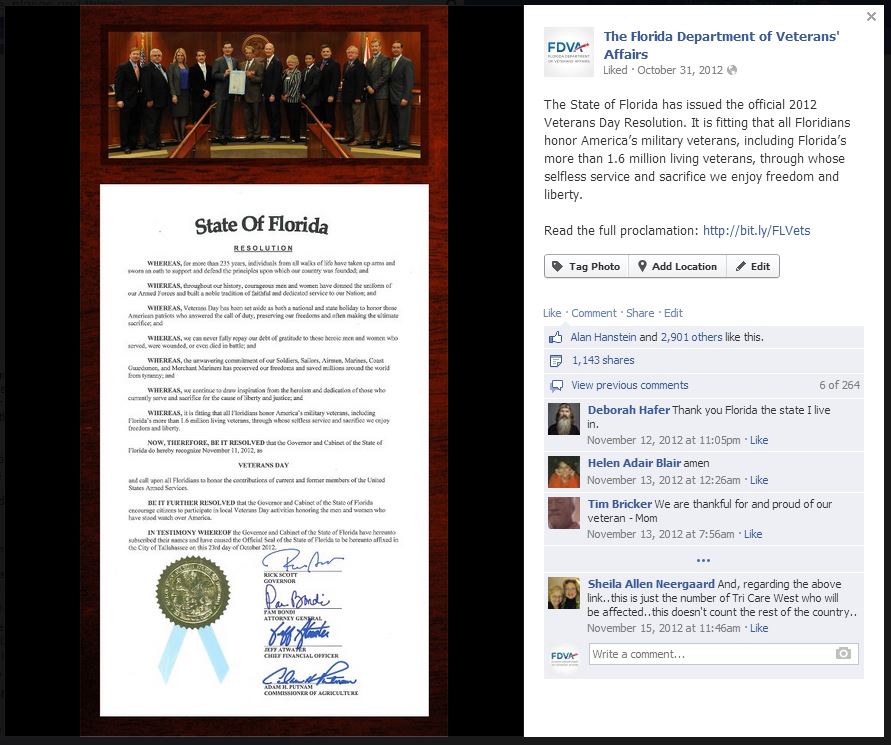 State Of Florida
RESOLUTION
WHEREAS, for more than 235 years, individuals from all walks of life have taken up arms and
sworn an oath to support and defend the principles upon which our country was founded; and
WHEREAS, throughout our history, courageous men and women have donned the uniform of
our Armed Forces and built a noble tradition of faithful and dedicated service to our Nation; and
WHEREAS, Veterans Day has been set aside as both a national and state holiday to honor those
American patriots who answered the call of duty, preserving our freedoms and often making the ultimate
sacrifice; and
WHEREAS, we can never fully repay our debt of gratitude to these heroic men and women who
served, were wounded, or even died in battle; and
WHEREAS, the unwavering commitment of our Soldiers, Sailors, Airmen, Marines, Coast
Guardsmen, and Merchant Mariners has preserved our freedoms and saved millions around the world
from tyranny; and
WHEREAS, we continue to draw inspiration from the heroism and dedication of those who
currently serve and sacrifice for the cause of liberty and justice; and
WHEREAS, it is fitting that all Floridians honor America's military veterans, including
Florida's more than 1.6 million living veterans, through whose selfless service and sacrifice we enjoy
freedom and liberty.
NOW, THEREFORE, BE IT RESOLVED that the Governor and Cabinet of the State of
Florida do hereby recognize November 11, 2012, as
VETERANS DAY
and call upon all Floridians to honor the contributions of current and former members of the United
States Armed Services.
BE IT FURTHER RESOLVED that the Governor and Cabinet of the State of Florida
encourage citizens to participate in local Veterans Day activities honoring the men and women who
have stood watch over America.
IN TESTIMONY WHEREOF the Governor and Cabinet of the State of Florida have hereunto
subscribed their names and have caused the Official Seal of the State of Florida to be hereunto affixed in
the City of Tallahassee on this 23rd day of October 2012.
RICK SCOTT
GOVERNOR
Pam Bondi
PAM BONDI
ATTORNEY GENERAL
Jeff Atwater
JEFF ATWATER
CHIEF FINANCIAL OFFICER
Adam H. Putnam
ADAM H. PUTNAM
COMMISSIONER OF AGRICULTURE
FDVA
FLORIDA DEPARTMENT
OF VETERANS' AFFAIRS
The Florida Department of Veterans'
Affairs
Liked · October 31, 2012
The State of Florida has issued the official 2012
Veterans Day Resolution. It is fitting that all Floridians
honor America's military veterans, including Florida's
more than 1.6 million living veterans, through whose
selfless service and sacrifice we enjoy freedom and
liberty.
Read the full proclamation: http://bit.ly/FLVets
Tag Photo Add Location Edit
Like · Comment · Share · Edit
Alan Hanstein and 2,901 others like this.
1,143 shares
View previous comments 6 of 264
Deborah Hafer Thank you Florida the state I live
in.
November 12, 2012 at 11:05pm · Like
Helen Adair Blair amen
November 13, 2012 at 12:26am · Like
Tim Bricker We are thankful for and proud of our
veteran - Mom
November 13, 2012 at 7:56am · Like
...
Sheila Allen Neergaard And, regarding the above
link..this is just the number of Tri Care West who will
be affected..this doesn't count the rest of the country..
November 15, 2012 at 11:46am · Like
FDVA
Write a comment...